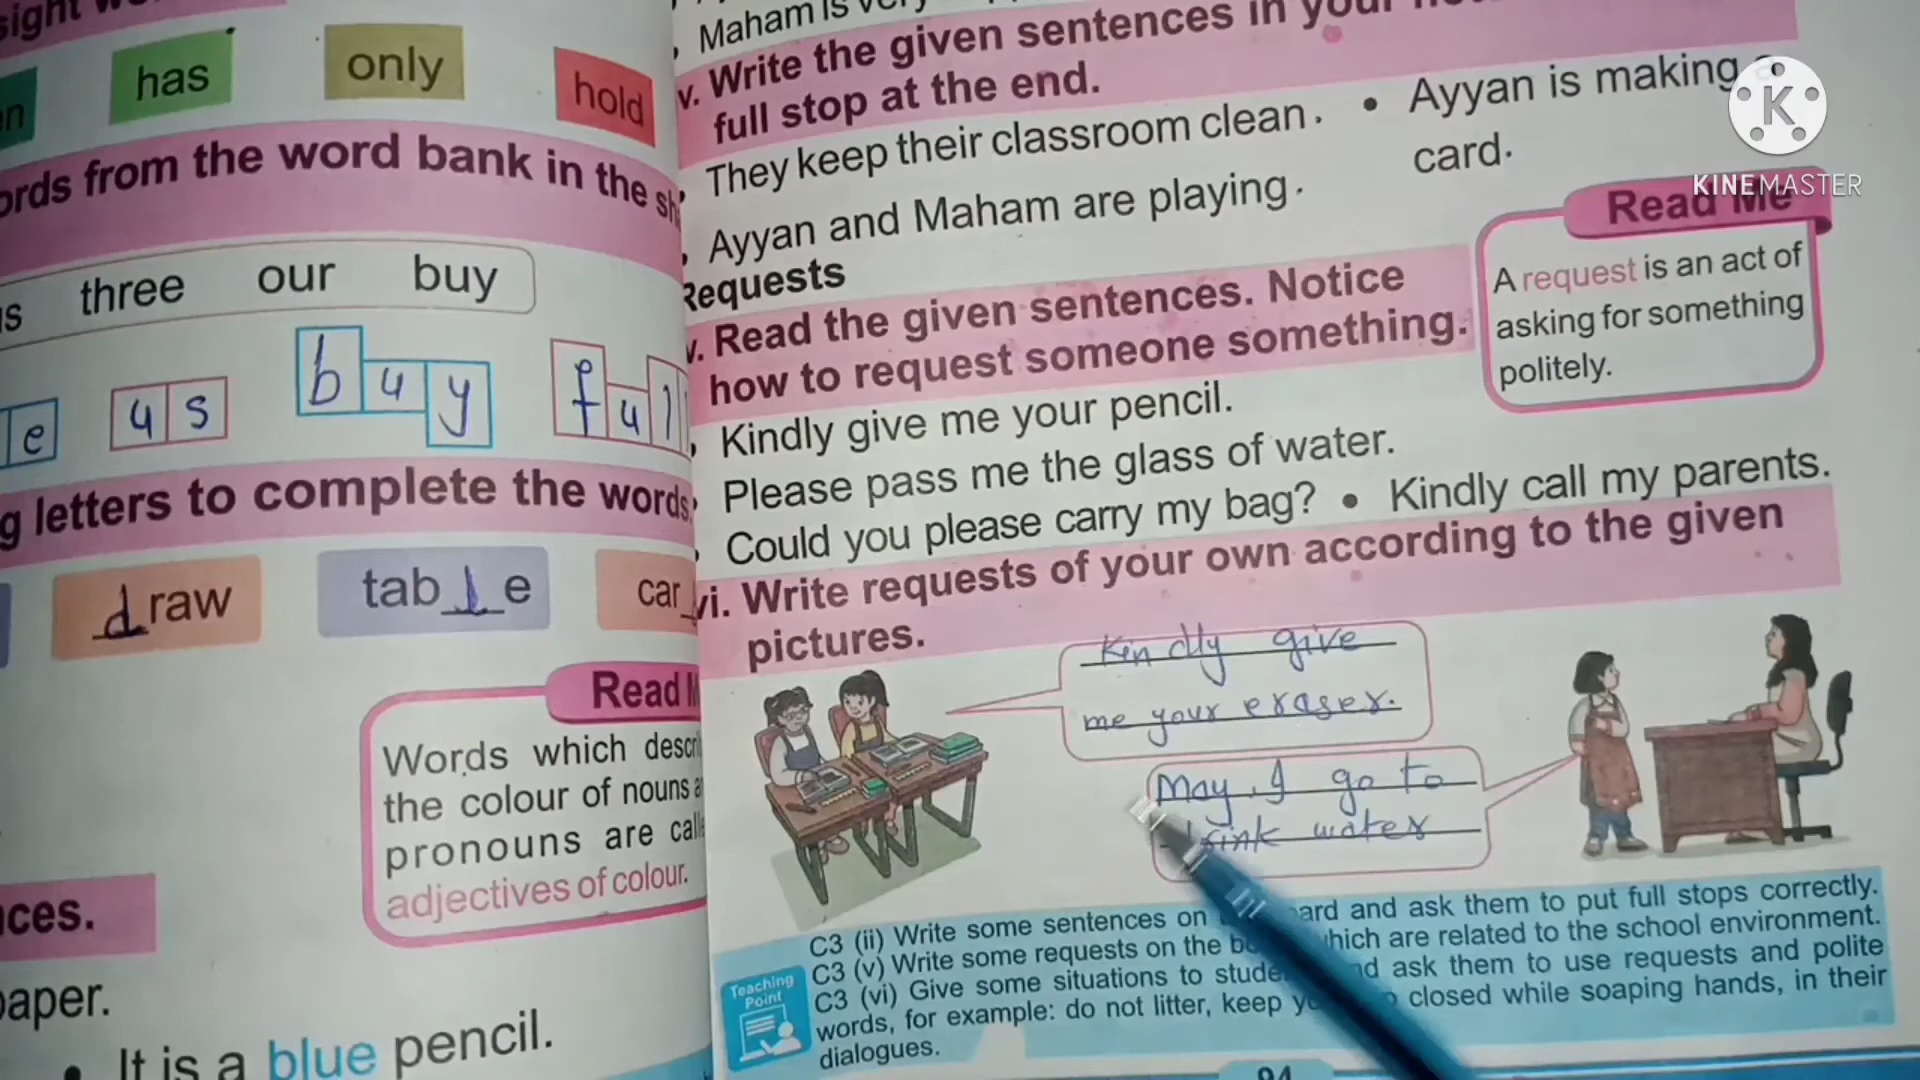 has
only
hold
words from the word bank in the
three our buy
e
us
buy
full
letters to complete the words.
draw
table
car
Read
Words which
the colour of nouns
pronouns are
adjectives of colour.
paper.
• It is a blue pencil.
Maham is very
v. Write the given sentences in your
full stop at the end.
They keep their classroom clean.
• Ayyan is making a
card.
Ayyan and Maham are playing.
Requests
v. Read the given sentences. Notice
how to request someone something.
Read Me
A request is an act of
asking for something
politely.
Kindly give me your pencil.
Please pass me the glass of water.
Could you please carry my bag? • Kindly call my parents.
vi. Write requests of your own according to the given
pictures.
Kindly give
me your eraser.
May I go to
drink water
Teaching
Point
C3 (ii) Write some sentences on and ask them to put full stops correctly.
C3 (v) Write some requests on the which are related to the school environment.
C3 (vi) Give some situations to and ask them to use requests and polite
words, for example: do not litter, keep closed while soaping hands, in their
dialogues.
94
K
KINEMASTER